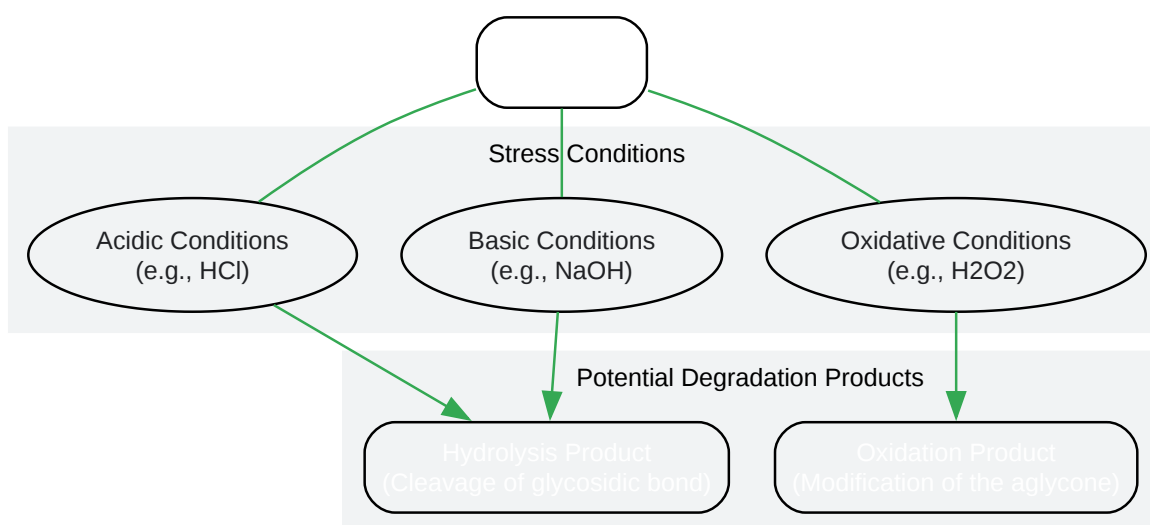 Stress Conditions
Acidic Conditions
(e.g., HCl)
Basic Conditions
(e.g., NaOH)
Oxidative Conditions
(e.g., H2O2)
Potential Degradation Products
Hydrolysis Product
(Cleavage of glycosidic bond)
Oxidation Product
(Modification of the aglycone)